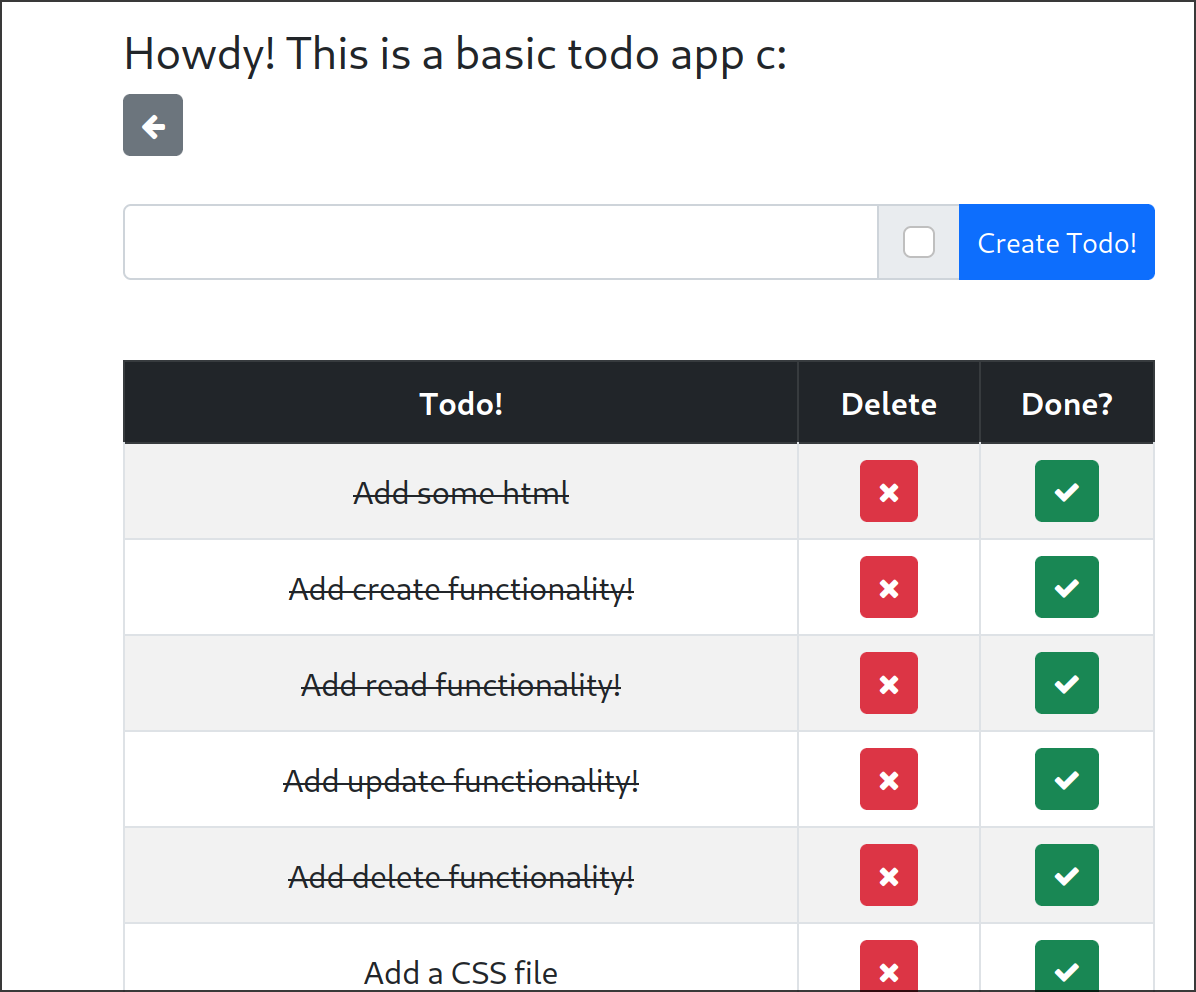 Howdy! This is a basic todo app c:
Create Todo!
Todo! Delete Done?
Add some html
Add create functionality!
Add read functionality!
Add update functionality!
Add delete functionality!
Add a CSS file